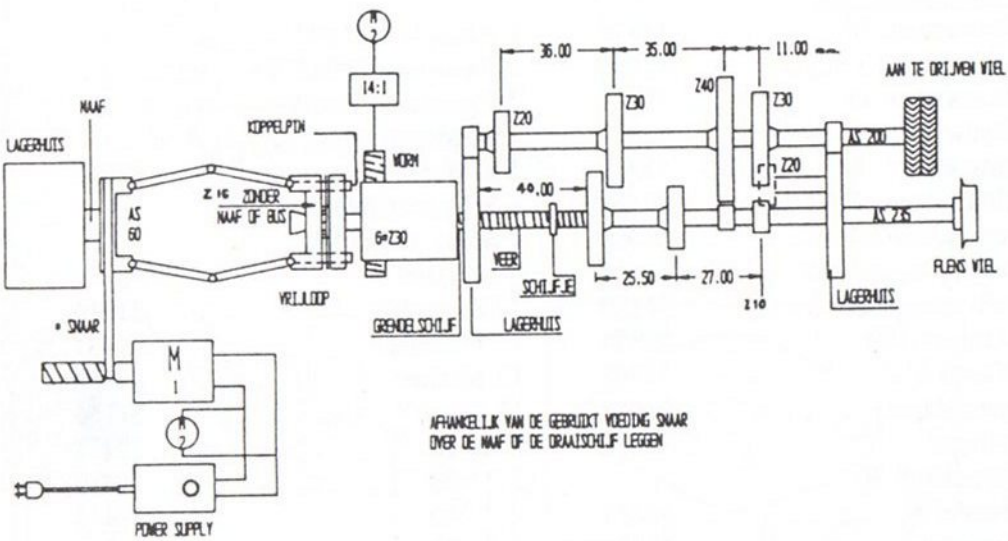 M
2
36.00
35.00
11.00 mm
14:1
AAN TE DRIJVEN WIEL
NAAF
KOPPELPIN
WORM
Z20
Z30
Z40
Z30
LAGERHUIS
AS 200
Z20
AS
60
Z 16 ZONDER
NAAF OF BUS
40.00
6*Z30
AS 235
VEER
SCHIJFJE
25.50
27.00
FLENS WIEL
VRIJLOOP
Z10
LAGERHUIS
GRENDELSCHIJF
LAGERHUIS
* SNAAR
M
1
M
2
AFHANKELIJK VAN DE GEBRUIKT VOEDING SNAAR
OVER DE NAAF OF DE DRAAISCHIJF LEGGEN
POWER SUPPLY